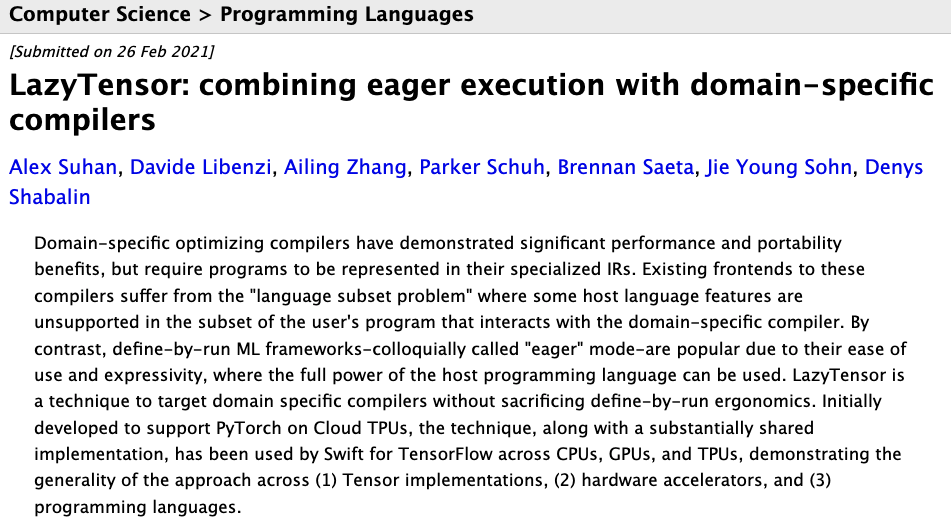 Computer Science > Programming Languages
[Submitted on 26 Feb 2021]
LazyTensor: combining eager execution with domain-specific
compilers
Alex Suhan, Davide Libenzi, Ailing Zhang, Parker Schuh, Brennan Saeta, Jie Young Sohn, Denys
Shabalin
Domain-specific optimizing compilers have demonstrated significant performance and portability
benefits, but require programs to be represented in their specialized IRs. Existing frontends to these
compilers suffer from the "language subset problem" where some host language features are
unsupported in the subset of the user's program that interacts with the domain-specific compiler. By
contrast, define-by-run ML frameworks-colloquially called "eager" mode-are popular due to their ease of
use and expressivity, where the full power of the host programming language can be used. LazyTensor is
a technique to target domain specific compilers without sacrificing define-by-run ergonomics. Initially
developed to support PyTorch on Cloud TPUs, the technique, along with a substantially shared
implementation, has been used by Swift for TensorFlow across CPUs, GPUs, and TPUs, demonstrating the
generality of the approach across (1) Tensor implementations, (2) hardware accelerators, and (3)
programming languages.